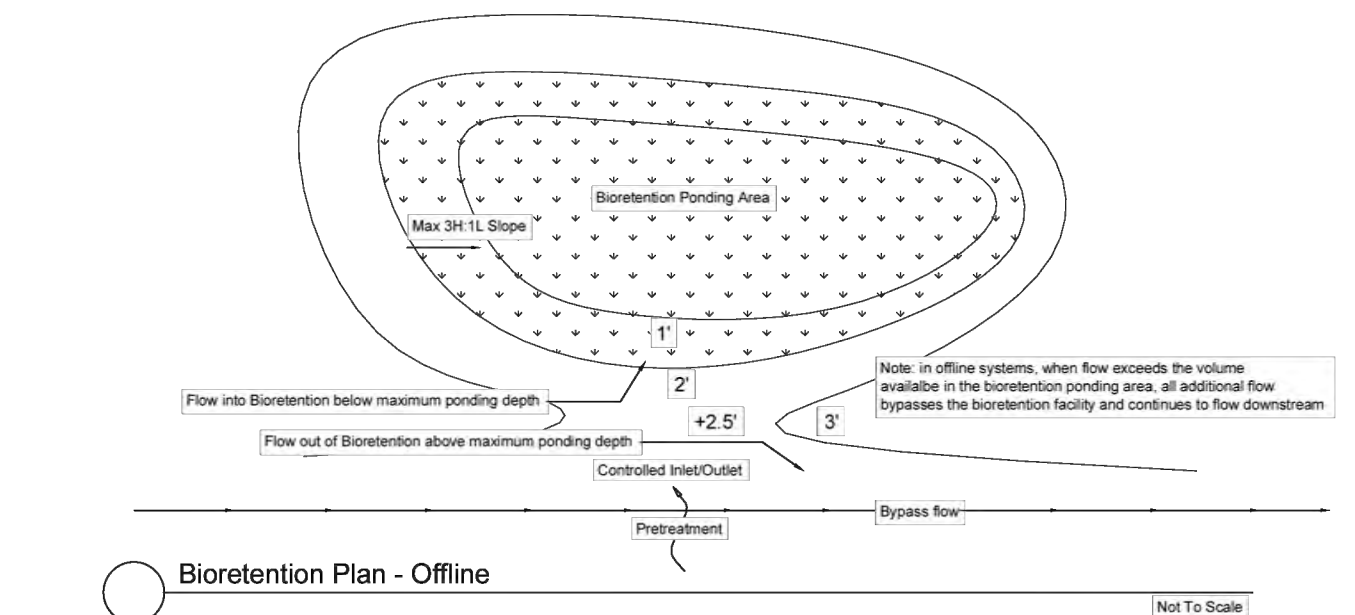 Bioretention Ponding Area
Max 3H:1L Slope
1'
2'
Note: in offline systems, when flow exceeds the volume
availalbe in the bioretention ponding area, all additional flow
bypasses the bioretention facility and continues to flow downstream
Flow into Bioretention below maximum ponding depth
+2.5'
3'
Flow out of Bioretention above maximum ponding depth
Controlled Inlet/Outlet
Bypass flow
Pretreatment
Bioretention Plan - Offline
Not To Scale